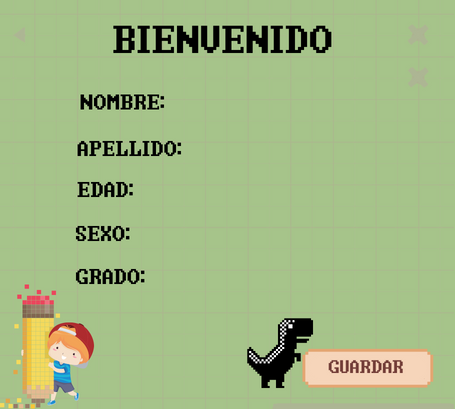 BIENVENIDO
NOMBRE:
APELLIDO:
EDAD:
SEXO:
GRADO:
GUARDAR